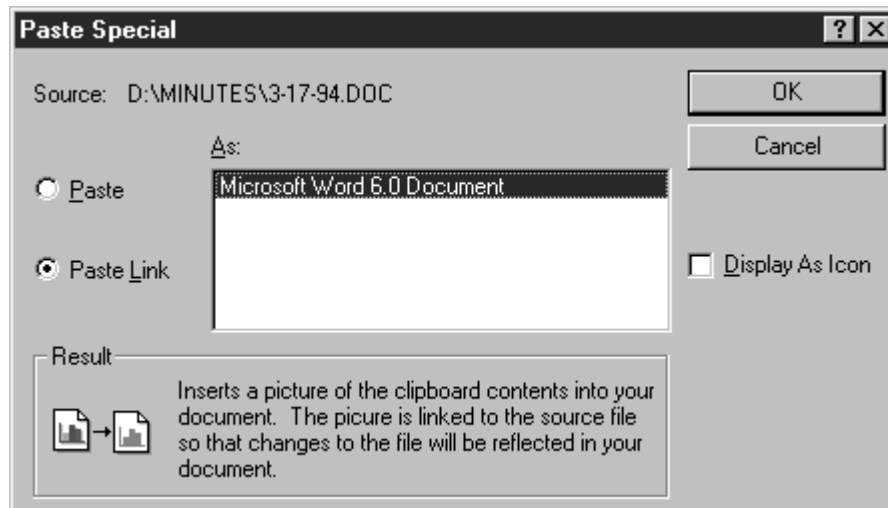 Paste Special
Source: D:\MINUTES\3-17-94.DOC
OK
Cancel
As:
Paste
Microsoft Word 6.0 Document
Paste Link
Display As Icon
Result
Inserts a picture of the clipboard contents into your
document. The picure is linked to the source file
so that changes to the file will be reflected in your
document.